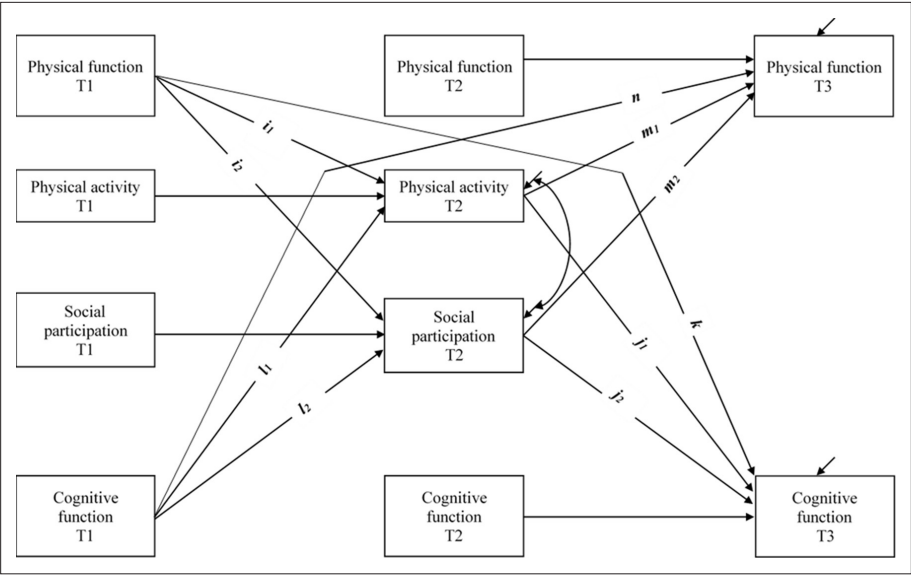 Physical function
T1
Physical function
T2
Physical function
T3
n
m1
i1
i2
Physical activity
T1
Physical activity
T2
m2
Social
participation
T1
Social
participation
T2
k
j1
l1
j2
l2
Cognitive
function
T1
Cognitive
function
T2
Cognitive
function
T3